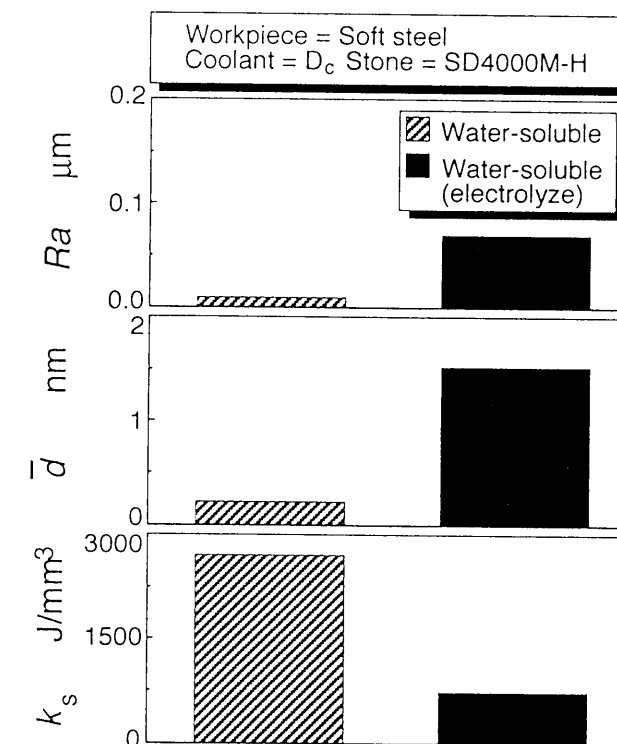 Workpiece = Soft steel
Coolant = Dc Stone = SD4000M-H
Water-soluble
Water-soluble
(electrolyze)
Ra μm
0.2
0.1
0.0
d̄ nm
2
1
0
ks J/mm³
3000
1500
0